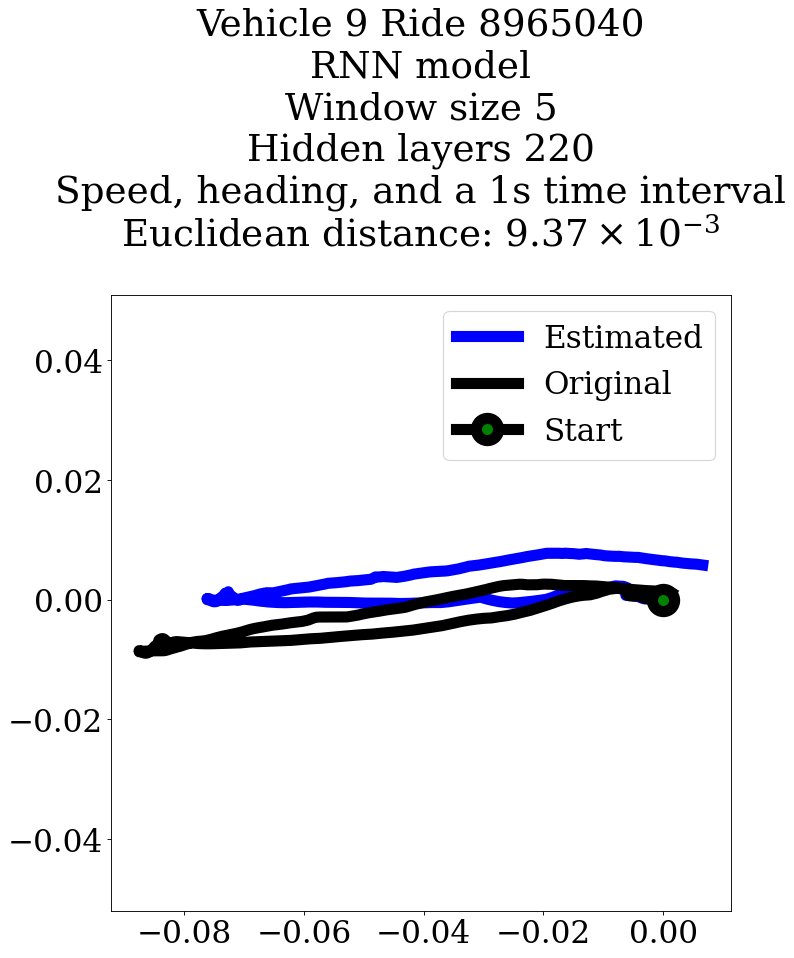 Vehicle 9 Ride 8965040
RNN model
Window size 5
Hidden layers 220
Speed, heading, and a 1s time interval
Euclidean distance: 9.37 × 10⁻³
Estimated
Original
Start
0.04
0.02
0.00
−0.02
−0.04
−0.08
−0.06
−0.04
−0.02
0.00